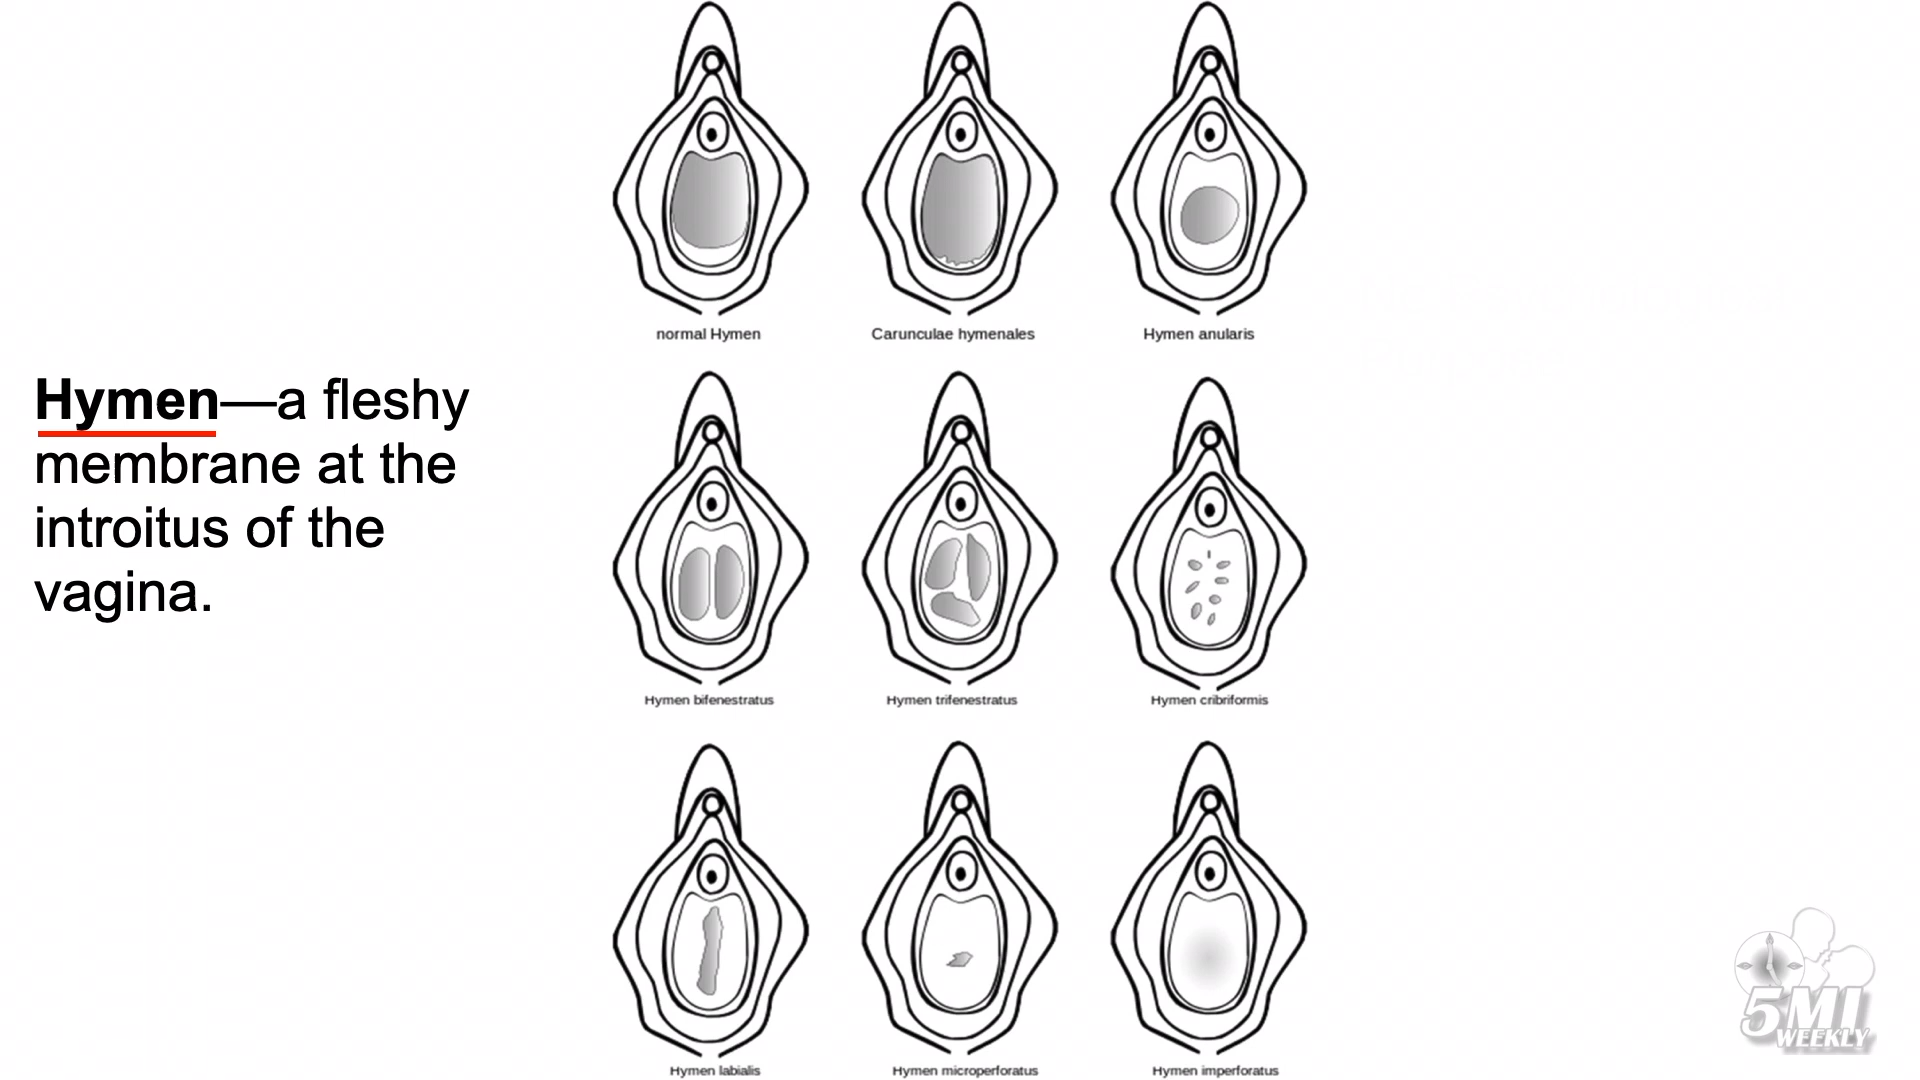 normal Hymen
Carunculae hymenales
Hymen anularis
Hymen—a fleshy
membrane at the
introitus of the
vagina.
Hymen bifenestratus
Hymen trifenestratus
Hymen cribriformis
Hymen labialis
Hymen microperforatus
Hymen imperforatus
5MI
WEEKLY